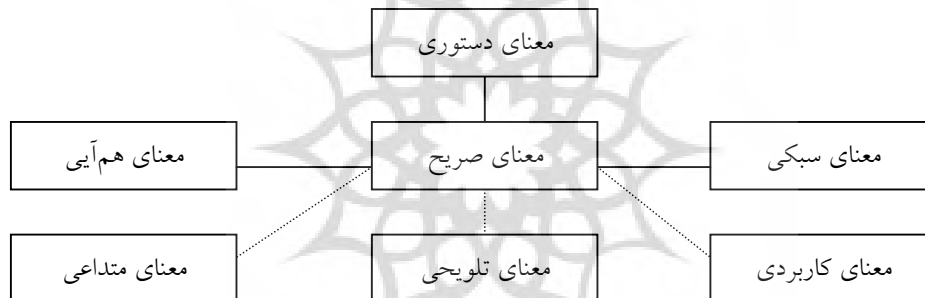 معنای دستوری
معنای سبکی
معنای صریح
معنای هم‌آیی
معنای کاربردی
معنای تلویحی
معنای متداعی